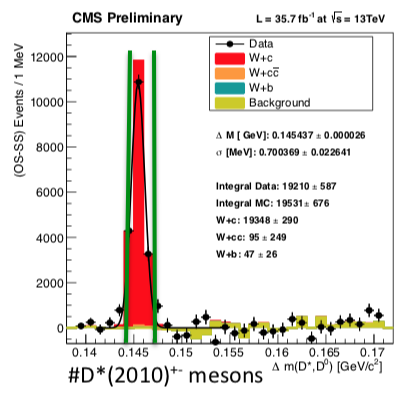 CMS Preliminary
L = 35.7 fb⁻¹ at √s = 13TeV
(OS-SS) Events / 1 MeV
12000
10000
8000
6000
4000
2000
0
Data
W+c
W+cc̅
W+b
Background
Δ M [ GeV]: 0.145437 ± 0.000026
σ [MeV]: 0.700369 ± 0.022641
Integral Data: 19210 ± 587
Integral MC: 19531± 676
W+c: 19348 ± 290
W+cc: 95 ± 249
W+b: 47 ± 26
0.14 0.145 0.15 0.155 0.16 0.165 0.17
Δ m(D*,D⁰) [GeV/c²]
#D*(2010)⁺⁻ mesons